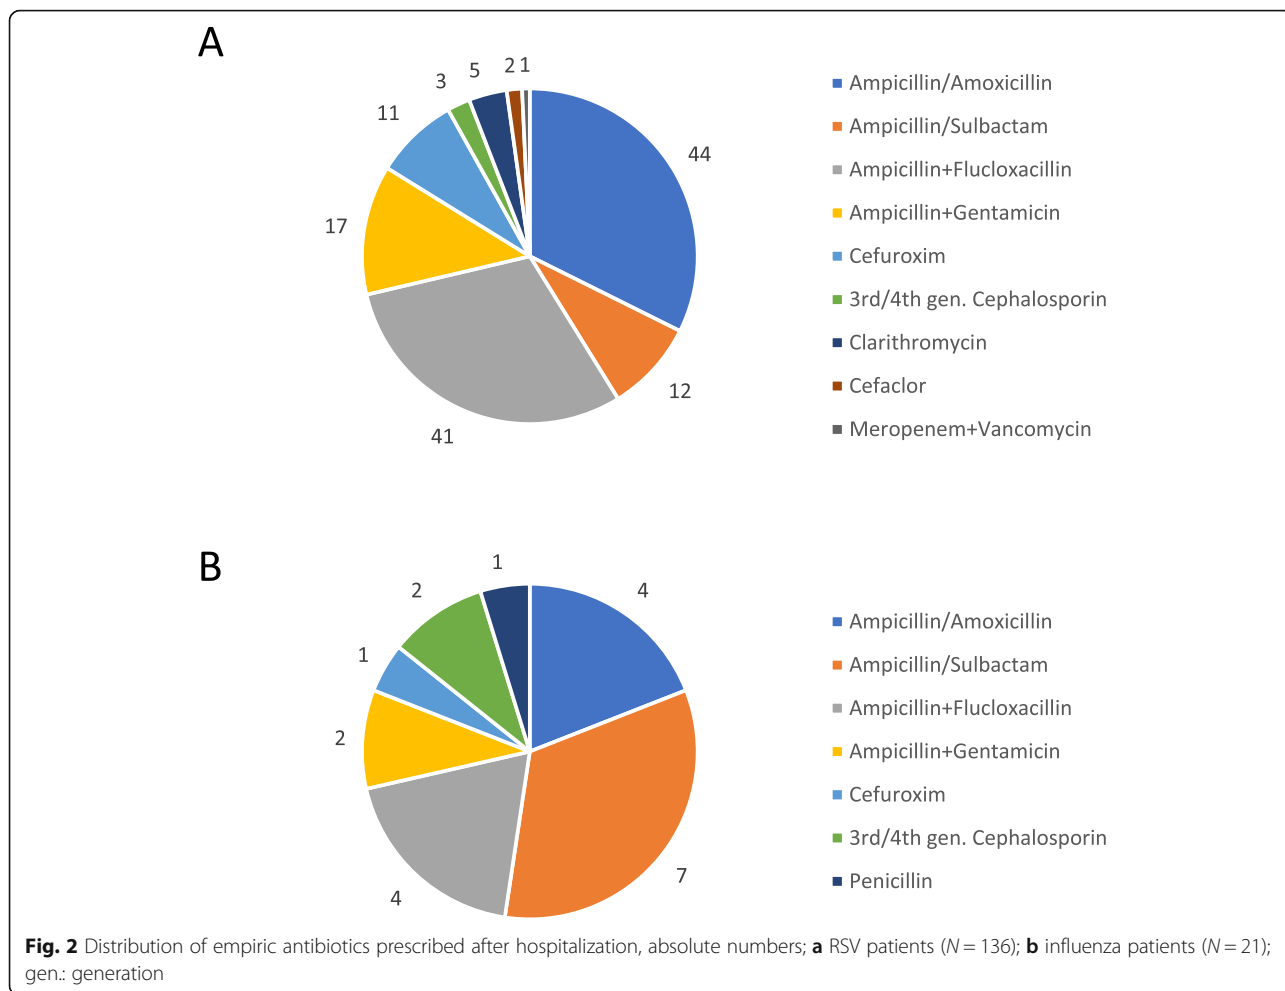 A
44
12
41
17
11
3
5
2
1
Ampicillin/Amoxicillin
Ampicillin/Sulbactam
Ampicillin+Flucloxacillin
Ampicillin+Gentamicin
Cefuroxim
3rd/4th gen. Cephalosporin
Clarithromycin
Cefaclor
Meropenem+Vancomycin
B
4
7
4
2
1
2
1
Ampicillin/Amoxicillin
Ampicillin/Sulbactam
Ampicillin+Flucloxacillin
Ampicillin+Gentamicin
Cefuroxim
3rd/4th gen. Cephalosporin
Penicillin
Fig. 2 Distribution of empiric antibiotics prescribed after hospitalization, absolute numbers; a RSV patients (N = 136); b influenza patients (N = 21);
gen.: generation